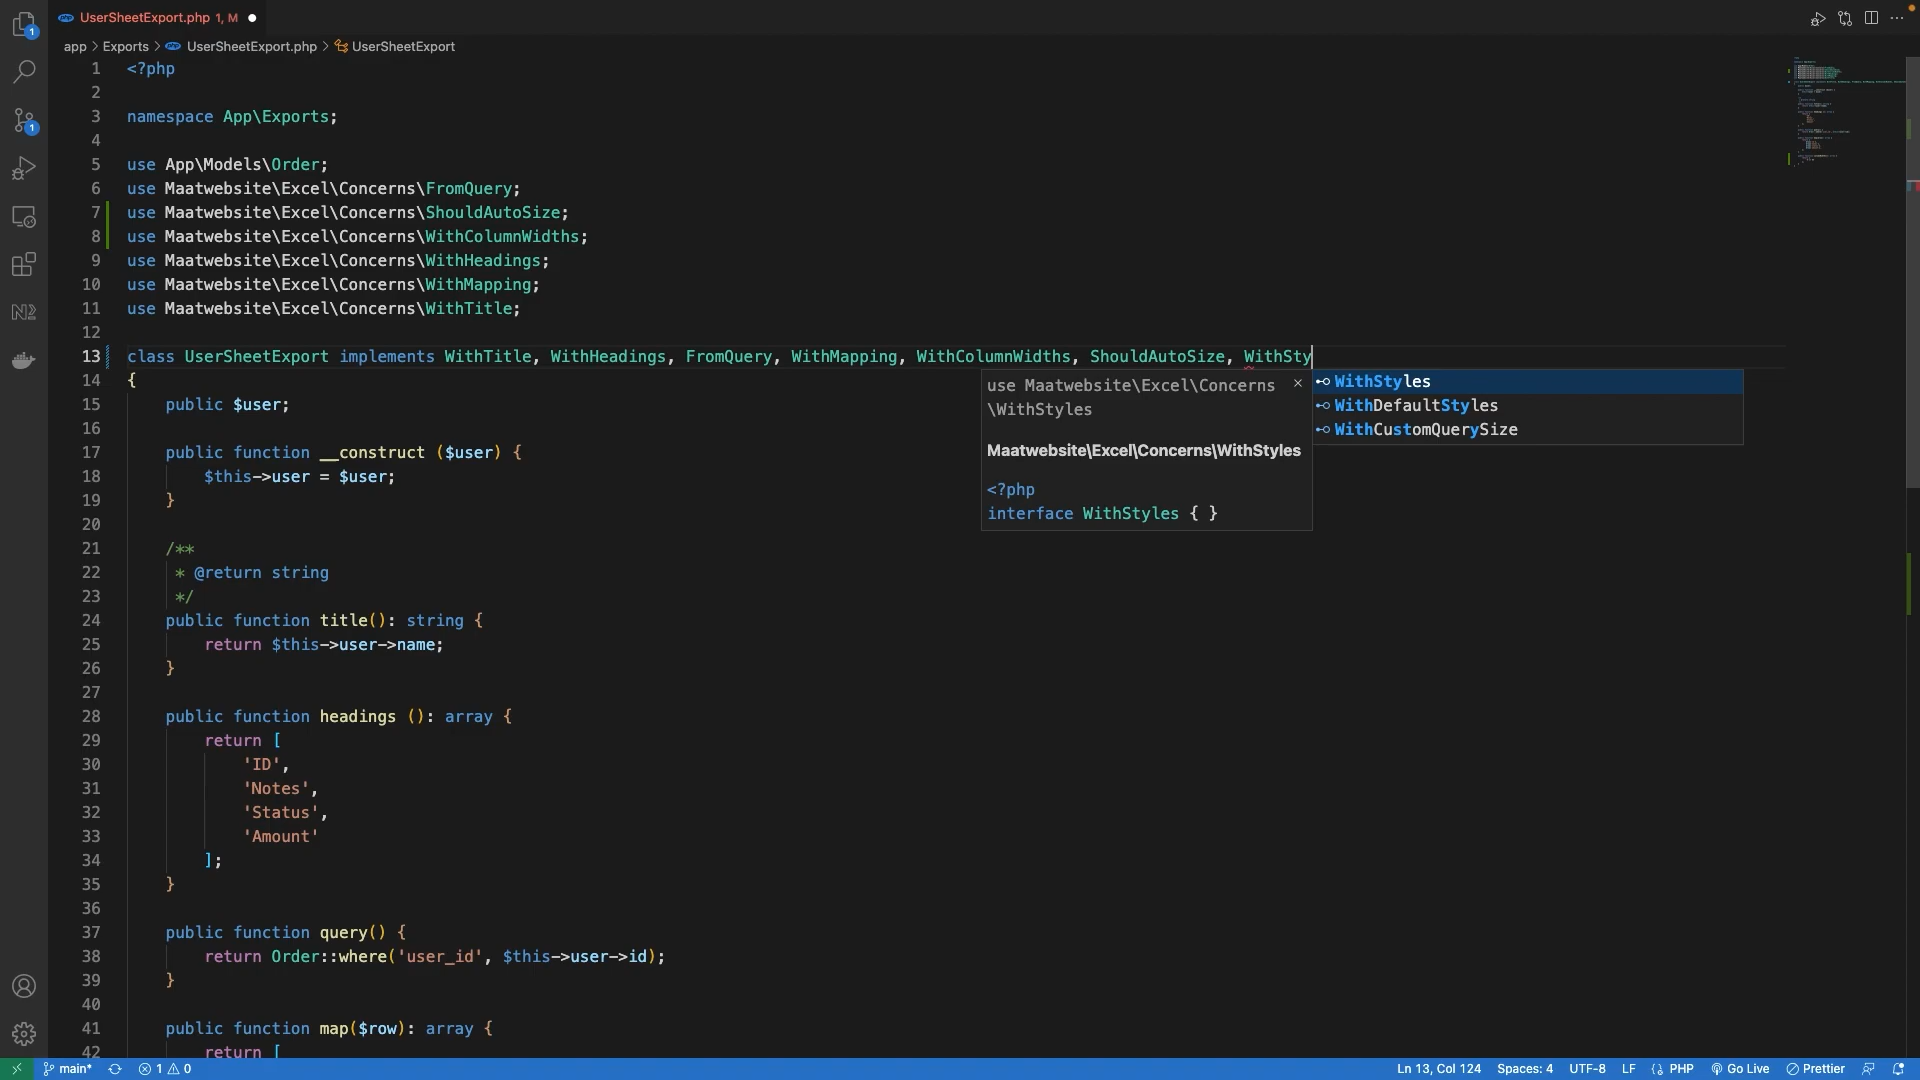 UserSheetExport.php 1, M
app > Exports > UserSheetExport.php > UserSheetExport
1 <?php
2
3 namespace App\Exports;
4
5 use App\Models\Order;
6 use Maatwebsite\Excel\Concerns\FromQuery;
7 use Maatwebsite\Excel\Concerns\ShouldAutoSize;
8 use Maatwebsite\Excel\Concerns\WithColumnWidths;
9 use Maatwebsite\Excel\Concerns\WithHeadings;
10 use Maatwebsite\Excel\Concerns\WithMapping;
11 use Maatwebsite\Excel\Concerns\WithTitle;
12
13 class UserSheetExport implements WithTitle, WithHeadings, FromQuery, WithMapping, WithColumnWidths, ShouldAutoSize, WithSty
use Maatwebsite\Excel\Concerns
\WithStyles
Maatwebsite\Excel\Concerns\WithStyles
<?php
interface WithStyles { }
WithStyles
WithDefaultStyles
WithCustomQuerySize
14 {
15 public $user;
16
17 public function __construct ($user) {
18 $this->user = $user;
19 }
20
21 /**
22 * @return string
23 */
24 public function title(): string {
25 return $this->user->name;
26 }
27
28 public function headings (): array {
29 return [
30 'ID',
31 'Notes',
32 'Status',
33 'Amount'
34 ];
35 }
36
37 public function query() {
38 return Order::where('user_id', $this->user->id);
39 }
40
41 public function map($row): array {
42 return [
1
1
main* 1 0 Ln 13, Col 124 Spaces: 4 UTF-8 LF PHP Go Live Prettier